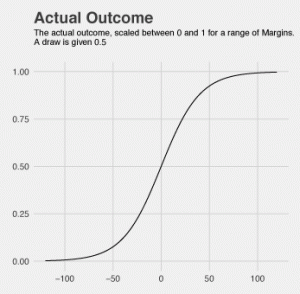 Actual Outcome
The actual outcome, scaled between 0 and 1 for a range of Margins.
A draw is given 0.5
1.00
0.75
0.50
0.25
0.00
−100 −50 0 50 100